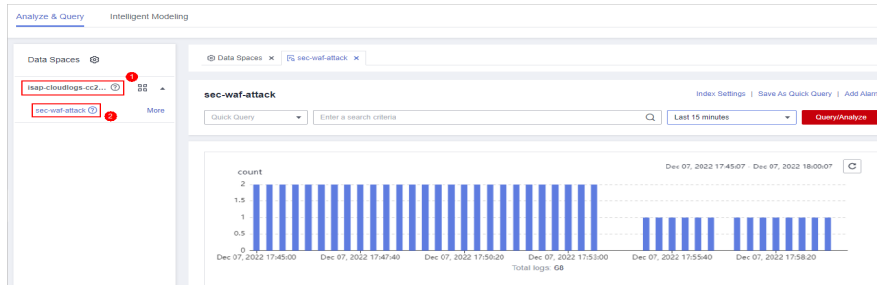 Analyze & Query Intelligent Modeling
Data Spaces
Data Spaces × sec-waf-attack ×
1
isap-cloudlogs-cc2...
sec-waf-attack More
2
sec-waf-attack
Index Settings | Save As Quick Query | Add Alarm
Quick Query Enter a search criteria Last 15 minutes Query/Analyze
Dec 07, 2022 17:45:07 - Dec 07, 2022 18:00:07
count
2
1.5
1
0.5
0
Dec 07, 2022 17:45:00 Dec 07, 2022 17:47:40 Dec 07, 2022 17:50:20 Dec 07, 2022 17:53:00 Dec 07, 2022 17:55:40 Dec 07, 2022 17:58:20
Total logs: 68